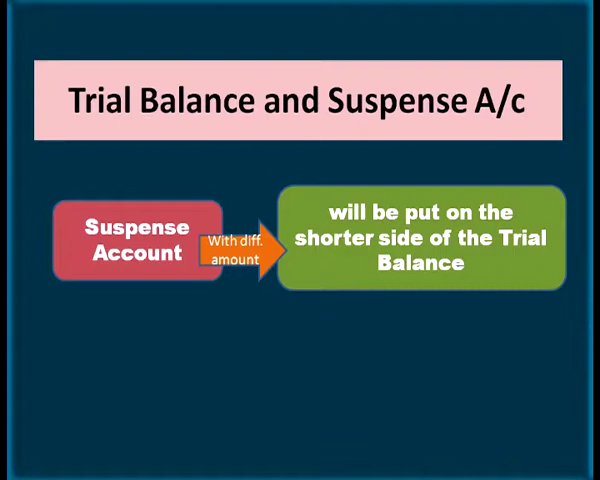 Trial Balance and Suspense A/c
Suspense
Account
With diff.
amount
will be put on the
shorter side of the Trial
Balance